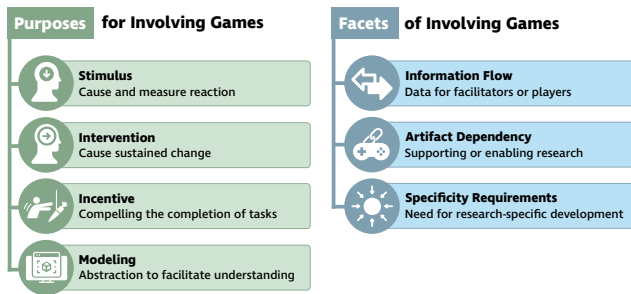 Purposes for Involving Games
Stimulus
Cause and measure reaction
Intervention
Cause sustained change
Incentive
Compelling the completion of tasks
Modeling
Abstraction to facilitate understanding
Facets of Involving Games
Information Flow
Data for facilitators or players
Artifact Dependency
Supporting or enabling research
Specificity Requirements
Need for research-specific development